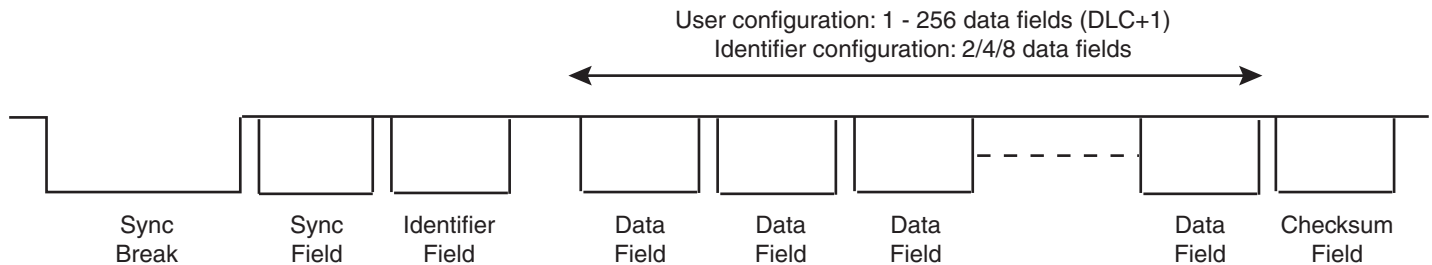 User configuration: 1 - 256 data fields (DLC+1)
Identifier configuration: 2/4/8 data fields
Sync
Break
Sync
Field
Identifier
Field
Data
Field
Data
Field
Data
Field
Data
Field
Checksum
Field